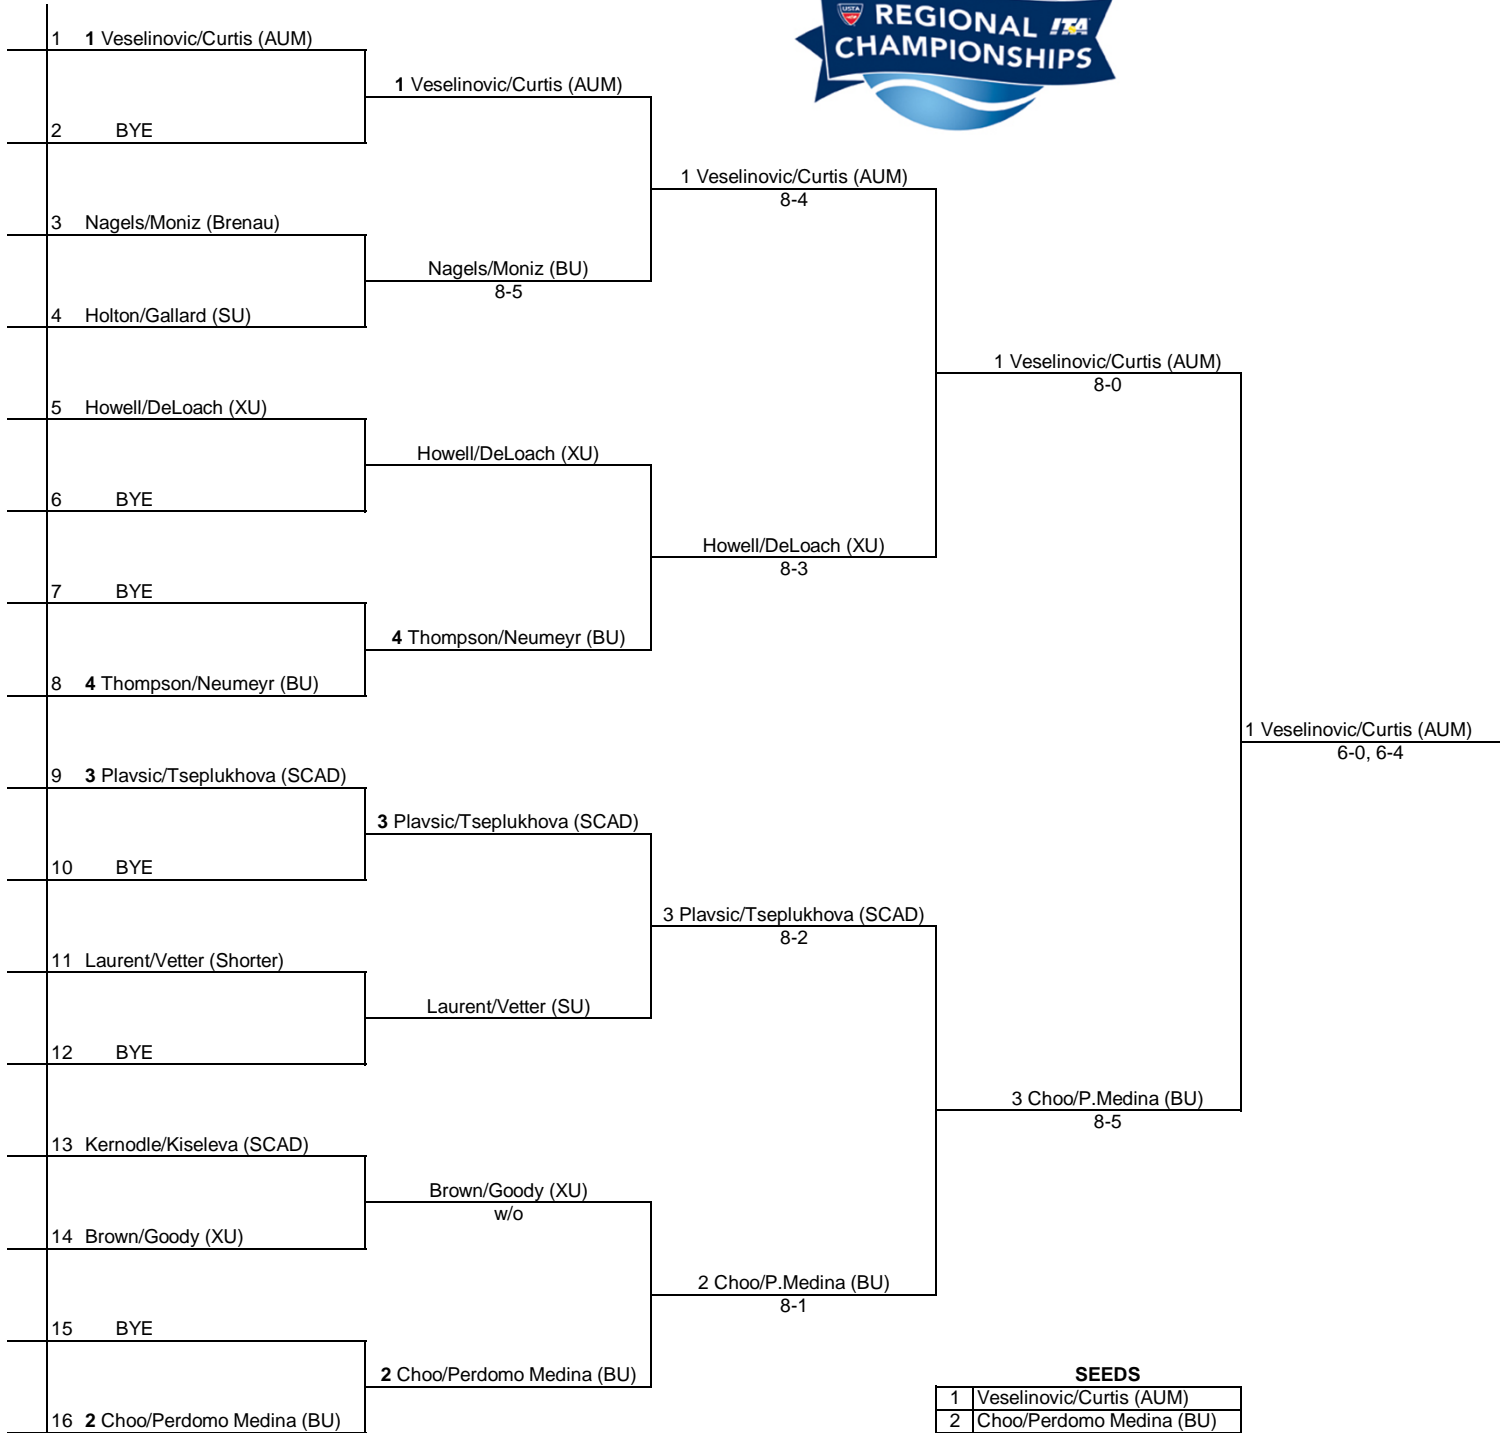 USTA
REGIONAL ITA
CHAMPIONSHIPS
1 1 Veselinovic/Curtis (AUM)
2 BYE
3 Nagels/Moniz (Brenau)
4 Holton/Gallard (SU)
5 Howell/DeLoach (XU)
6 BYE
7 BYE
8 4 Thompson/Neumeyr (BU)
9 3 Plavsic/Tseplukhova (SCAD)
10 BYE
11 Laurent/Vetter (Shorter)
12 BYE
13 Kernodle/Kiseleva (SCAD)
14 Brown/Goody (XU)
15 BYE
16 2 Choo/Perdomo Medina (BU)
1 Veselinovic/Curtis (AUM)
Nagels/Moniz (BU)
8-5
Howell/DeLoach (XU)
4 Thompson/Neumeyr (BU)
3 Plavsic/Tseplukhova (SCAD)
Laurent/Vetter (SU)
Brown/Goody (XU)
w/o
2 Choo/Perdomo Medina (BU)
1 Veselinovic/Curtis (AUM)
8-4
Howell/DeLoach (XU)
8-3
3 Plavsic/Tseplukhova (SCAD)
8-2
2 Choo/P.Medina (BU)
8-1
1 Veselinovic/Curtis (AUM)
8-0
3 Choo/P.Medina (BU)
8-5
1 Veselinovic/Curtis (AUM)
6-0, 6-4
SEEDS
1 Veselinovic/Curtis (AUM)
2 Choo/Perdomo Medina (BU)